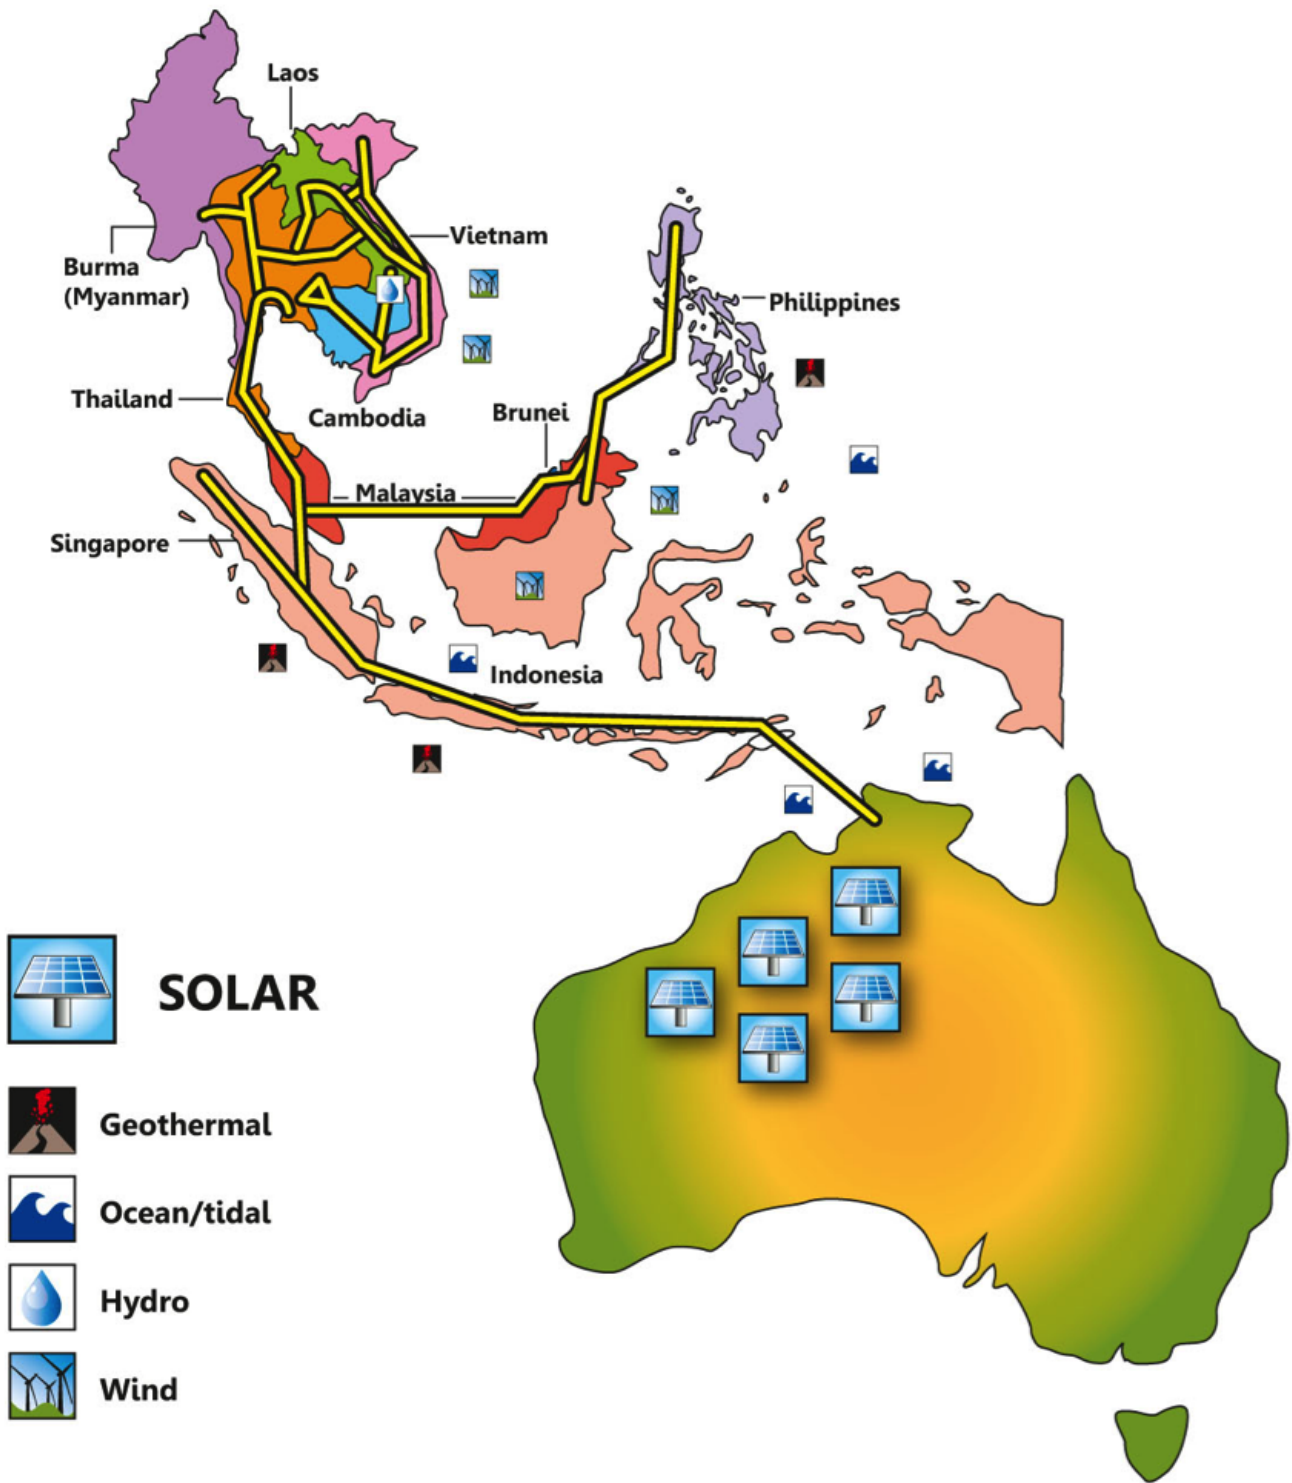 Laos
Vietnam
Burma
(Myanmar)
Philippines
Thailand
Cambodia
Brunei
Malaysia
Singapore
Indonesia
SOLAR
Geothermal
Ocean/tidal
Hydro
Wind